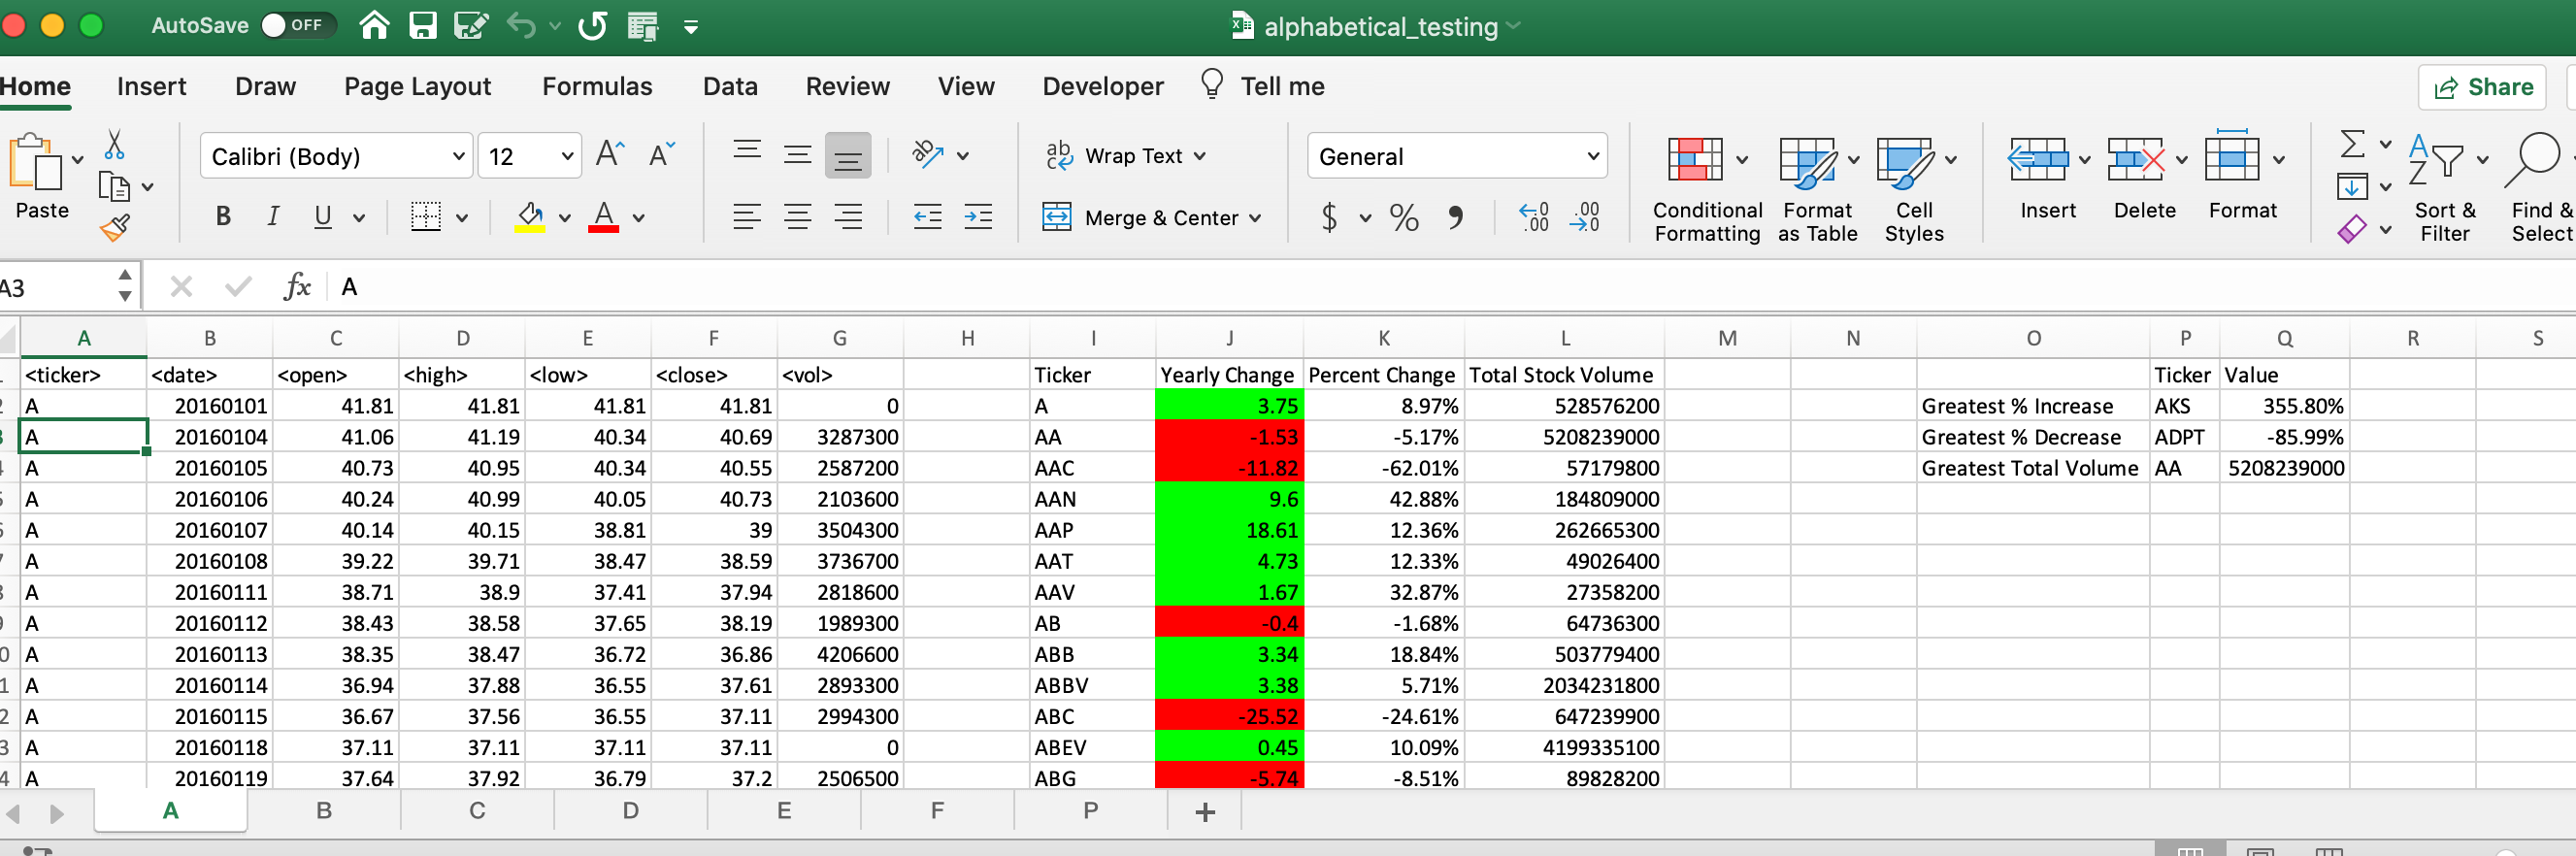 AutoSave OFF alphabetical_testing
Home Insert Draw Page Layout Formulas Data Review View Developer Tell me Share
Paste Calibri (Body) 12 A A ab Wrap Text General
B I U A Merge & Center $ % Conditional Formatting Format as Table Cell Styles Insert Delete Format Sort & Filter Find & Select
A3 fx A
A B C D E F G H I J K L M N O P Q R S
<ticker> <date> <open> <high> <low> <close> <vol> Ticker Yearly Change Percent Change Total Stock Volume Ticker Value
2 A 20160101 41.81 41.81 41.81 41.81 0 A 3.75 8.97% 528576200 Greatest % Increase AKS 355.80%
3 A 20160104 41.06 41.19 40.34 40.69 3287300 AA -1.53 -5.17% 5208239000 Greatest % Decrease ADPT -85.99%
A 20160105 40.73 40.95 40.34 40.55 2587200 AAC -11.82 -62.01% 57179800 Greatest Total Volume AA 5208239000
A 20160106 40.24 40.99 40.05 40.73 2103600 AAN 9.6 42.88% 184809000
A 20160107 40.14 40.15 38.81 39 3504300 AAP 18.61 12.36% 262665300
A 20160108 39.22 39.71 38.47 38.59 3736700 AAT 4.73 12.33% 49026400
A 20160111 38.71 38.9 37.41 37.94 2818600 AAV 1.67 32.87% 27358200
A 20160112 38.43 38.58 37.65 38.19 1989300 AB -0.4 -1.68% 64736300
0 A 20160113 38.35 38.47 36.72 36.86 4206600 ABB 3.34 18.84% 503779400
1 A 20160114 36.94 37.88 36.55 37.61 2893300 ABBV 3.38 5.71% 2034231800
2 A 20160115 36.67 37.56 36.55 37.11 2994300 ABC -25.52 -24.61% 647239900
3 A 20160118 37.11 37.11 37.11 37.11 0 ABEV 0.45 10.09% 4199335100
4 A 20160119 37.64 37.92 36.79 37.2 2506500 ABG -5.74 -8.51% 89828200
A B C D E F P +